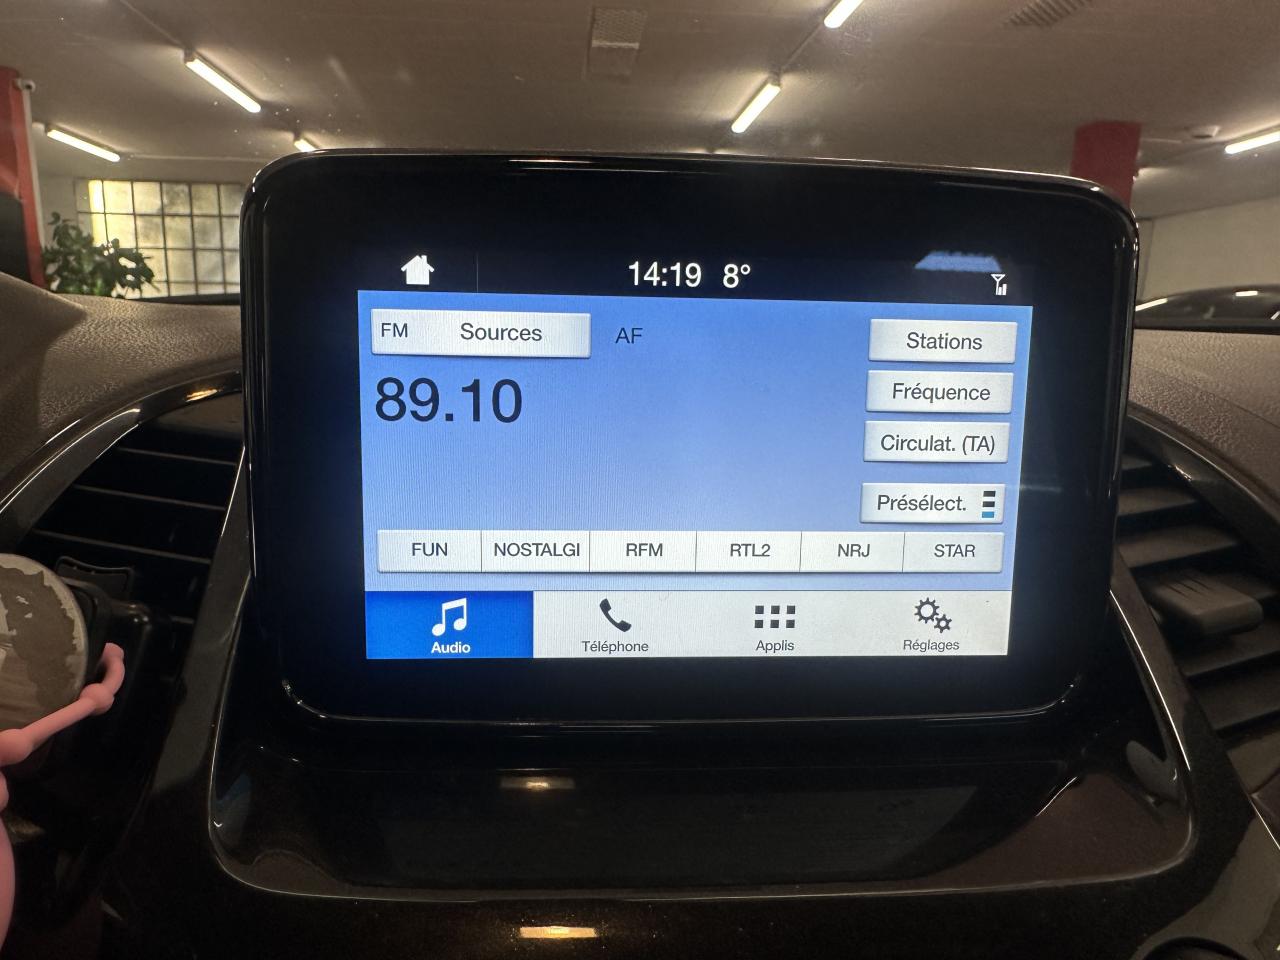 14:19 8°
FM Sources AF
Stations
89.10
Fréquence
Circulat. (TA)
Présélect.
FUN NOSTALGI RFM RTL2 NRJ STAR
Audio Téléphone Applis Réglages